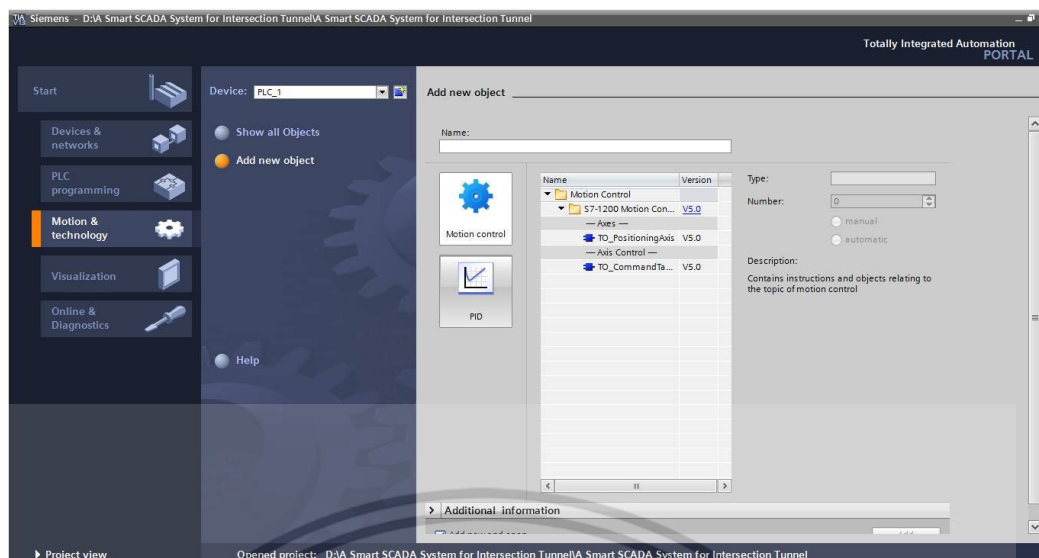 Siemens - D:\A Smart SCADA System for Intersection Tunnel\A Smart SCADA System for Intersection Tunnel
Totally Integrated Automation
PORTAL
Start
Devices &
networks
PLC
programming
Motion &
technology
Visualization
Online &
Diagnostics
Device: PLC_1
Show all Objects
Add new object
Help
Add new object
Name:
Motion control
PID
Name Version
Motion Control
S7-1200 Motion Con... V5.0
— Axes —
TO_PositioningAxis V5.0
— Axis Control —
TO_CommandTa... V5.0
Type:
Number: 0
manual
automatic
Description:
Contains instructions and objects relating to
the topic of motion control
> Additional information
Add new and open Add
Project view
Opened project: D:\A Smart SCADA System for Intersection Tunnel\A Smart SCADA System for Intersection Tunnel